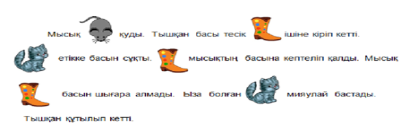 Мысық қуды. Тышқан басы тесік ішіне кіріп кетті.
етікке басын сұқты. мысықтың басына кептеліп қалды. Мысық
басын шығара алмады. Ыза болған мияулай бастады.
Тышқан құтылып кетті.